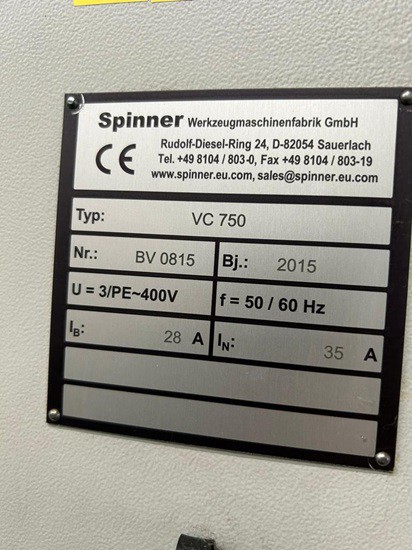 Spinner Werkzeugmaschinenfabrik GmbH
Rudolf-Diesel-Ring 24, D-82054 Sauerlach
Tel. +49 8104 / 803-0, Fax +49 8104 / 803-19
www.spinner.eu.com, sales@spinner.eu.com
CE
Typ: VC 750
Nr.: BV 0815 Bj.: 2015
U = 3/PE~400V f = 50 / 60 Hz
IB: 28 A IN: 35 A